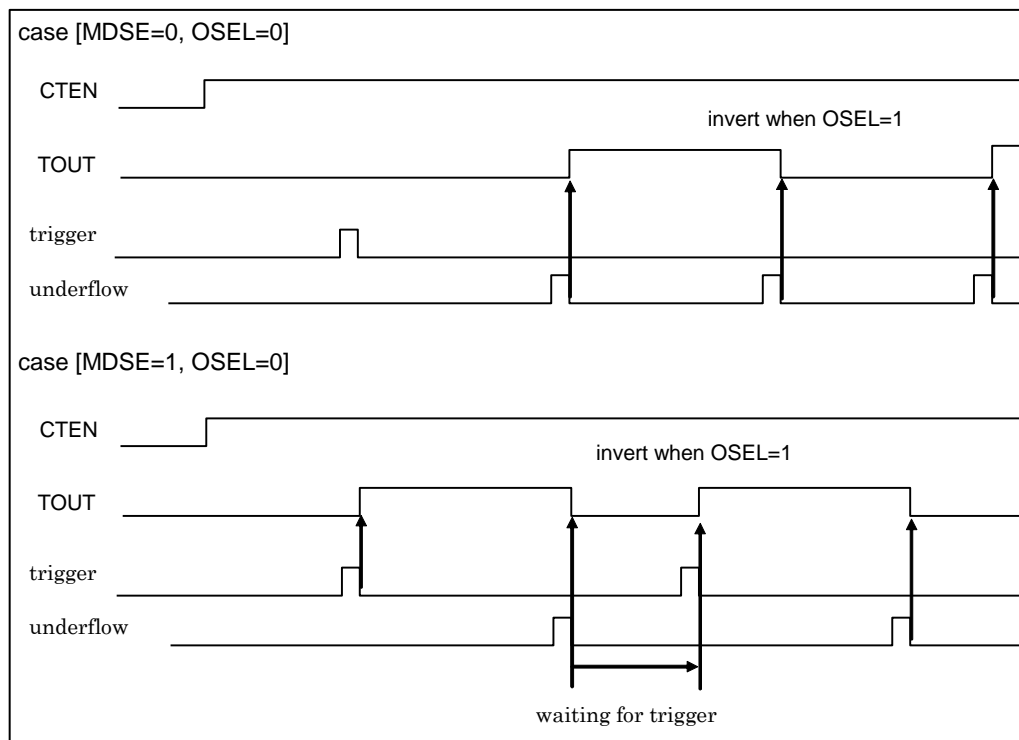 case [MDSE=0, OSEL=0]
CTEN
invert when OSEL=1
TOUT
trigger
underflow
case [MDSE=1, OSEL=0]
CTEN
invert when OSEL=1
TOUT
trigger
underflow
waiting for trigger